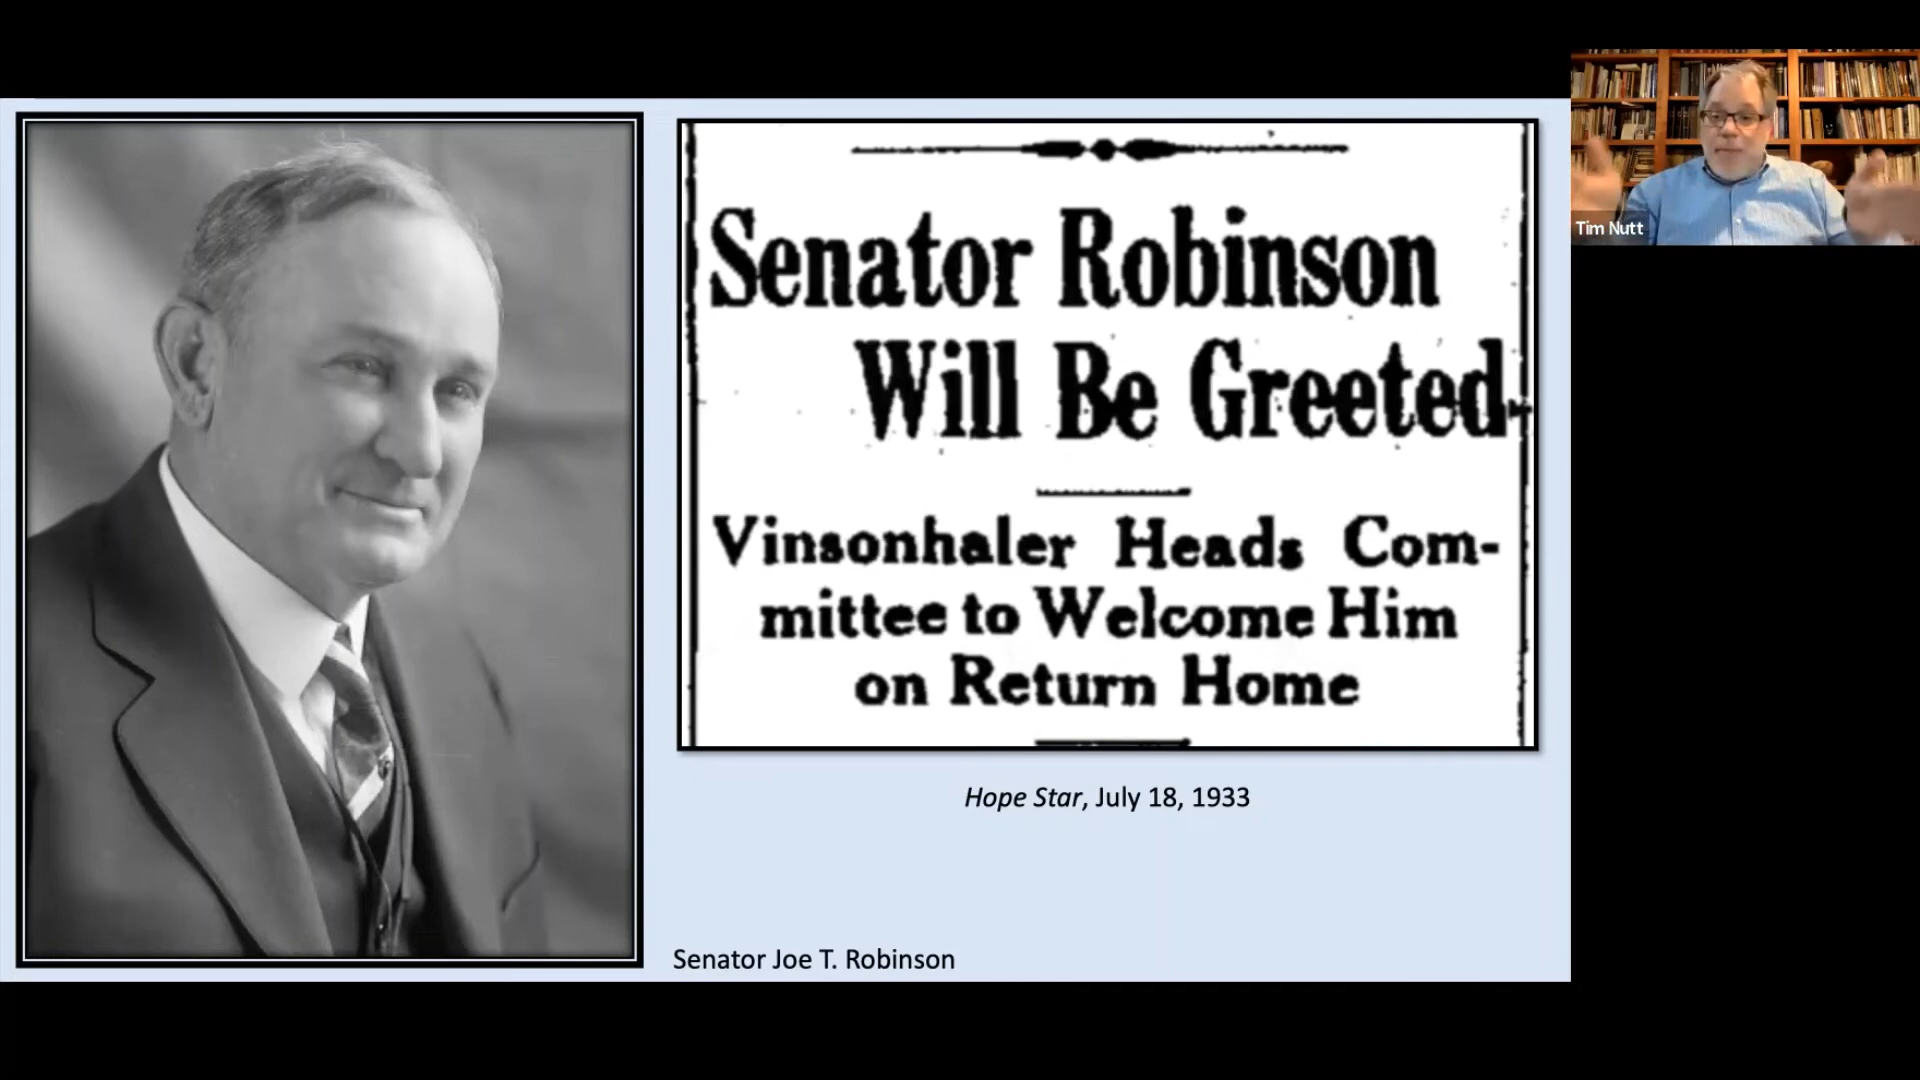 Senator Robinson
Will Be Greeted
Vinsonhaler Heads Com-
mittee to Welcome Him
on Return Home
Hope Star, July 18, 1933
Senator Joe T. Robinson
Tim Nutt